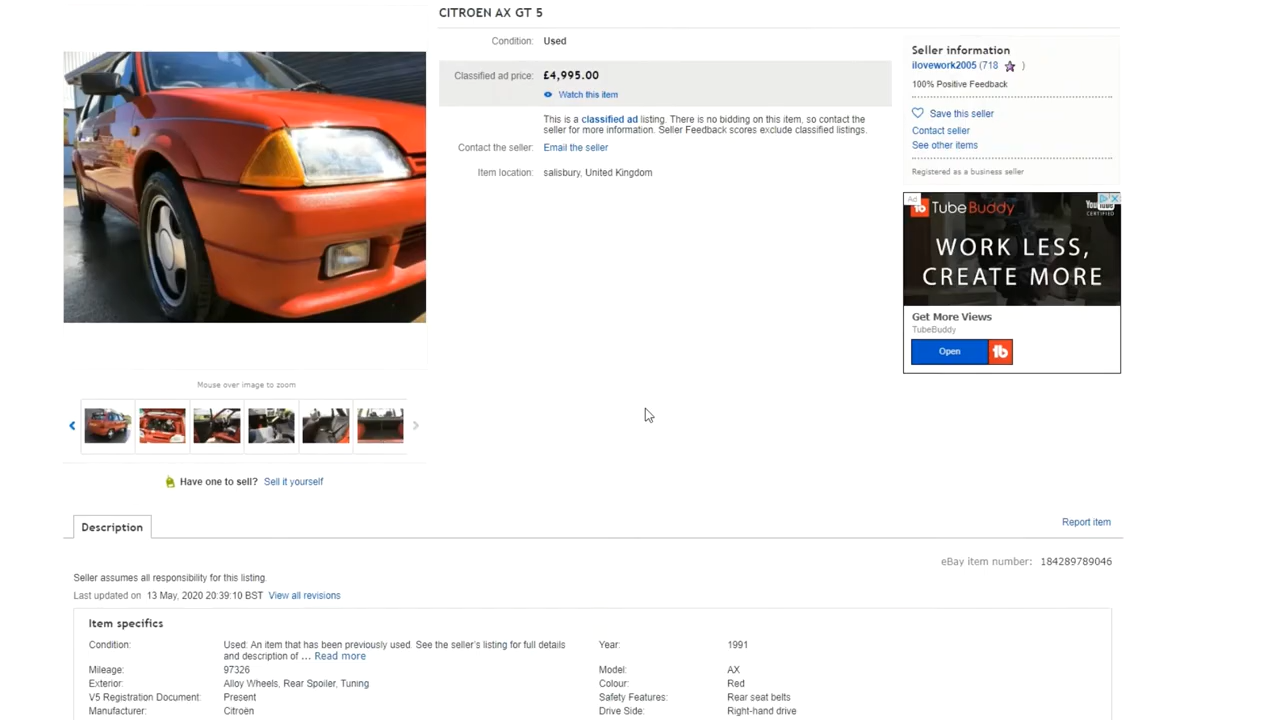 CITROEN AX GT 5
Condition: Used
Classified ad price: £4,995.00
Watch this item
This is a classified ad listing. There is no bidding on this item, so contact the
seller for more information. Seller Feedback scores exclude classified listings.
Contact the seller: Email the seller
Item location: salisbury, United Kingdom
Seller information
ilovework2005 (718 )
100% Positive Feedback
Save this seller
Contact seller
See other items
Registered as a business seller
Ad
TubeBuddy
YouTube
CERTIFIED
WORK LESS,
CREATE MORE
Get More Views
TubeBuddy
Open
tb
Mouse over image to zoom
Have one to sell? Sell it yourself
Description
Report item
eBay item number: 184289789046
Seller assumes all responsibility for this listing.
Last updated on 13 May, 2020 20:39:10 BST View all revisions
Item specifics
Condition: Used: An item that has been previously used. See the seller's listing for full details
and description of ... Read more
Year: 1991
Mileage: 97326
Model: AX
Exterior: Alloy Wheels, Rear Spoiler, Tuning
Colour: Red
V5 Registration Document: Present
Safety Features: Rear seat belts
Manufacturer: Citroën
Drive Side: Right-hand drive